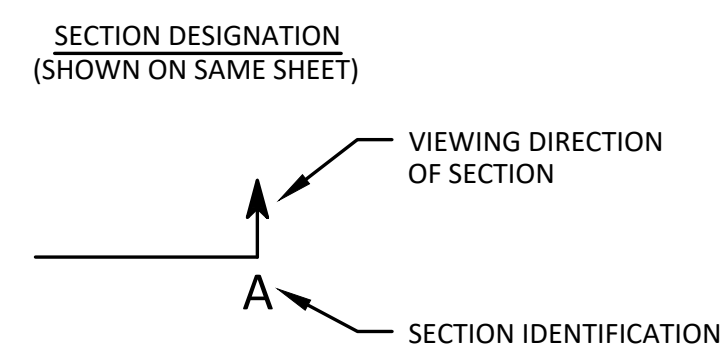 SECTION DESIGNATION
(SHOWN ON SAME SHEET)
VIEWING DIRECTION
OF SECTION
A
SECTION IDENTIFICATION